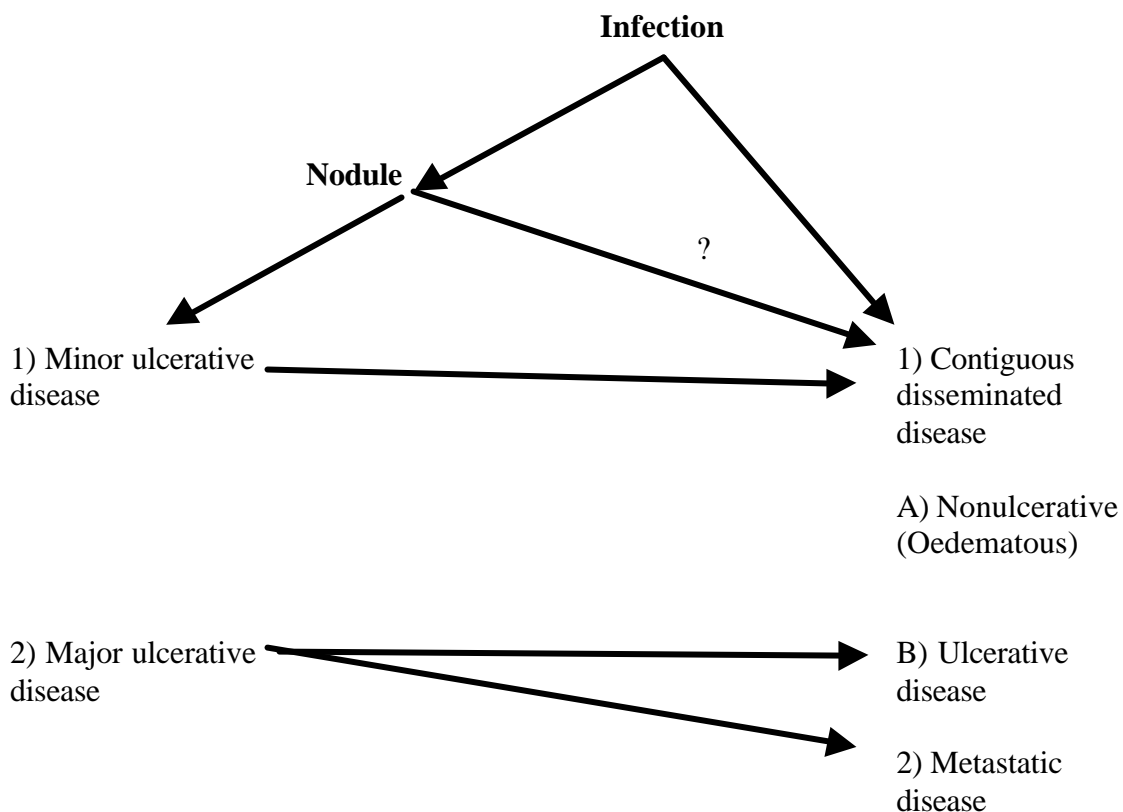 Infection
Nodule
?
1) Minor ulcerative
disease
1) Contiguous
disseminated
disease
A) Nonulcerative
(Oedematous)
2) Major ulcerative
disease
B) Ulcerative
disease
2) Metastatic
disease